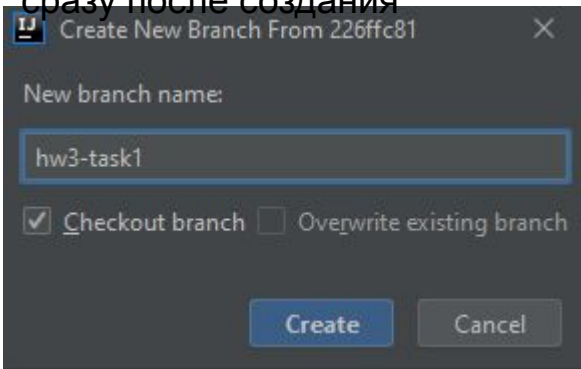 сразу после создания
Create New Branch From 226ffc81
New branch name:
hw3-task1
Checkout branch Overwrite existing branch
Create Cancel